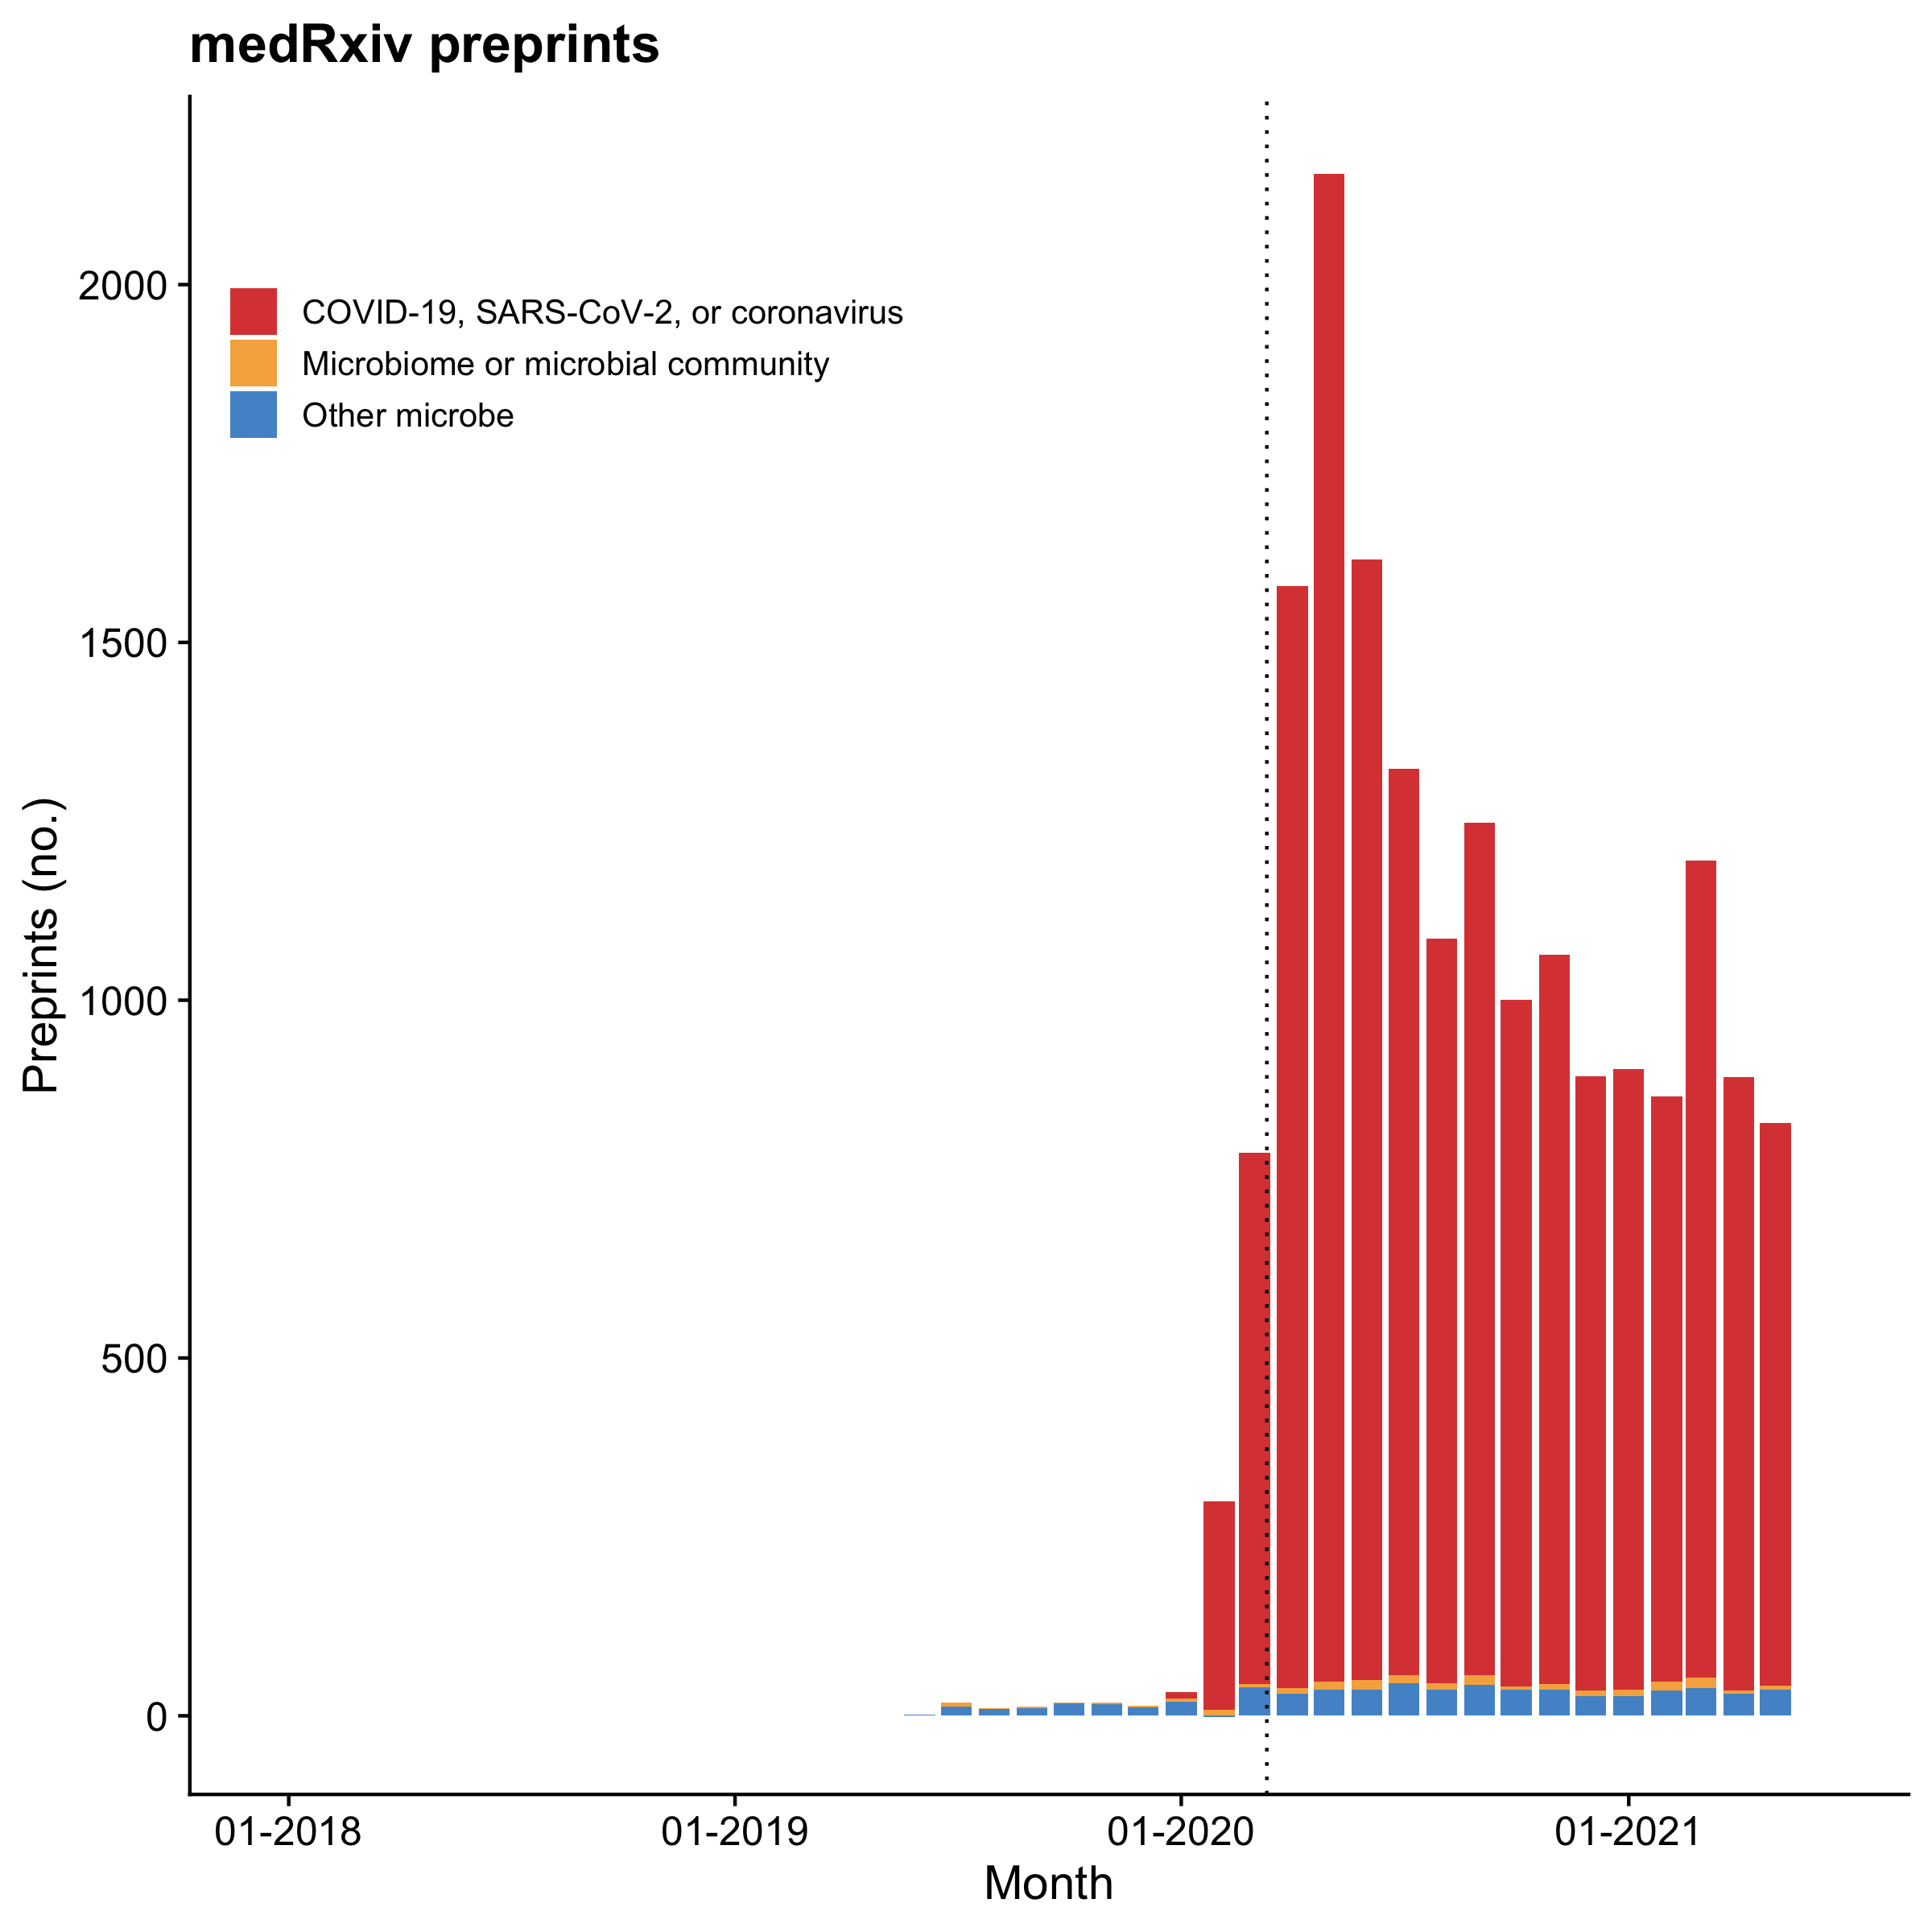 medRxiv preprints
COVID-19, SARS-CoV-2, or coronavirus
Microbiome or microbial community
Other microbe
Preprints (no.)
2000
1500
1000
500
0
01-2018 01-2019 01-2020 01-2021
Month